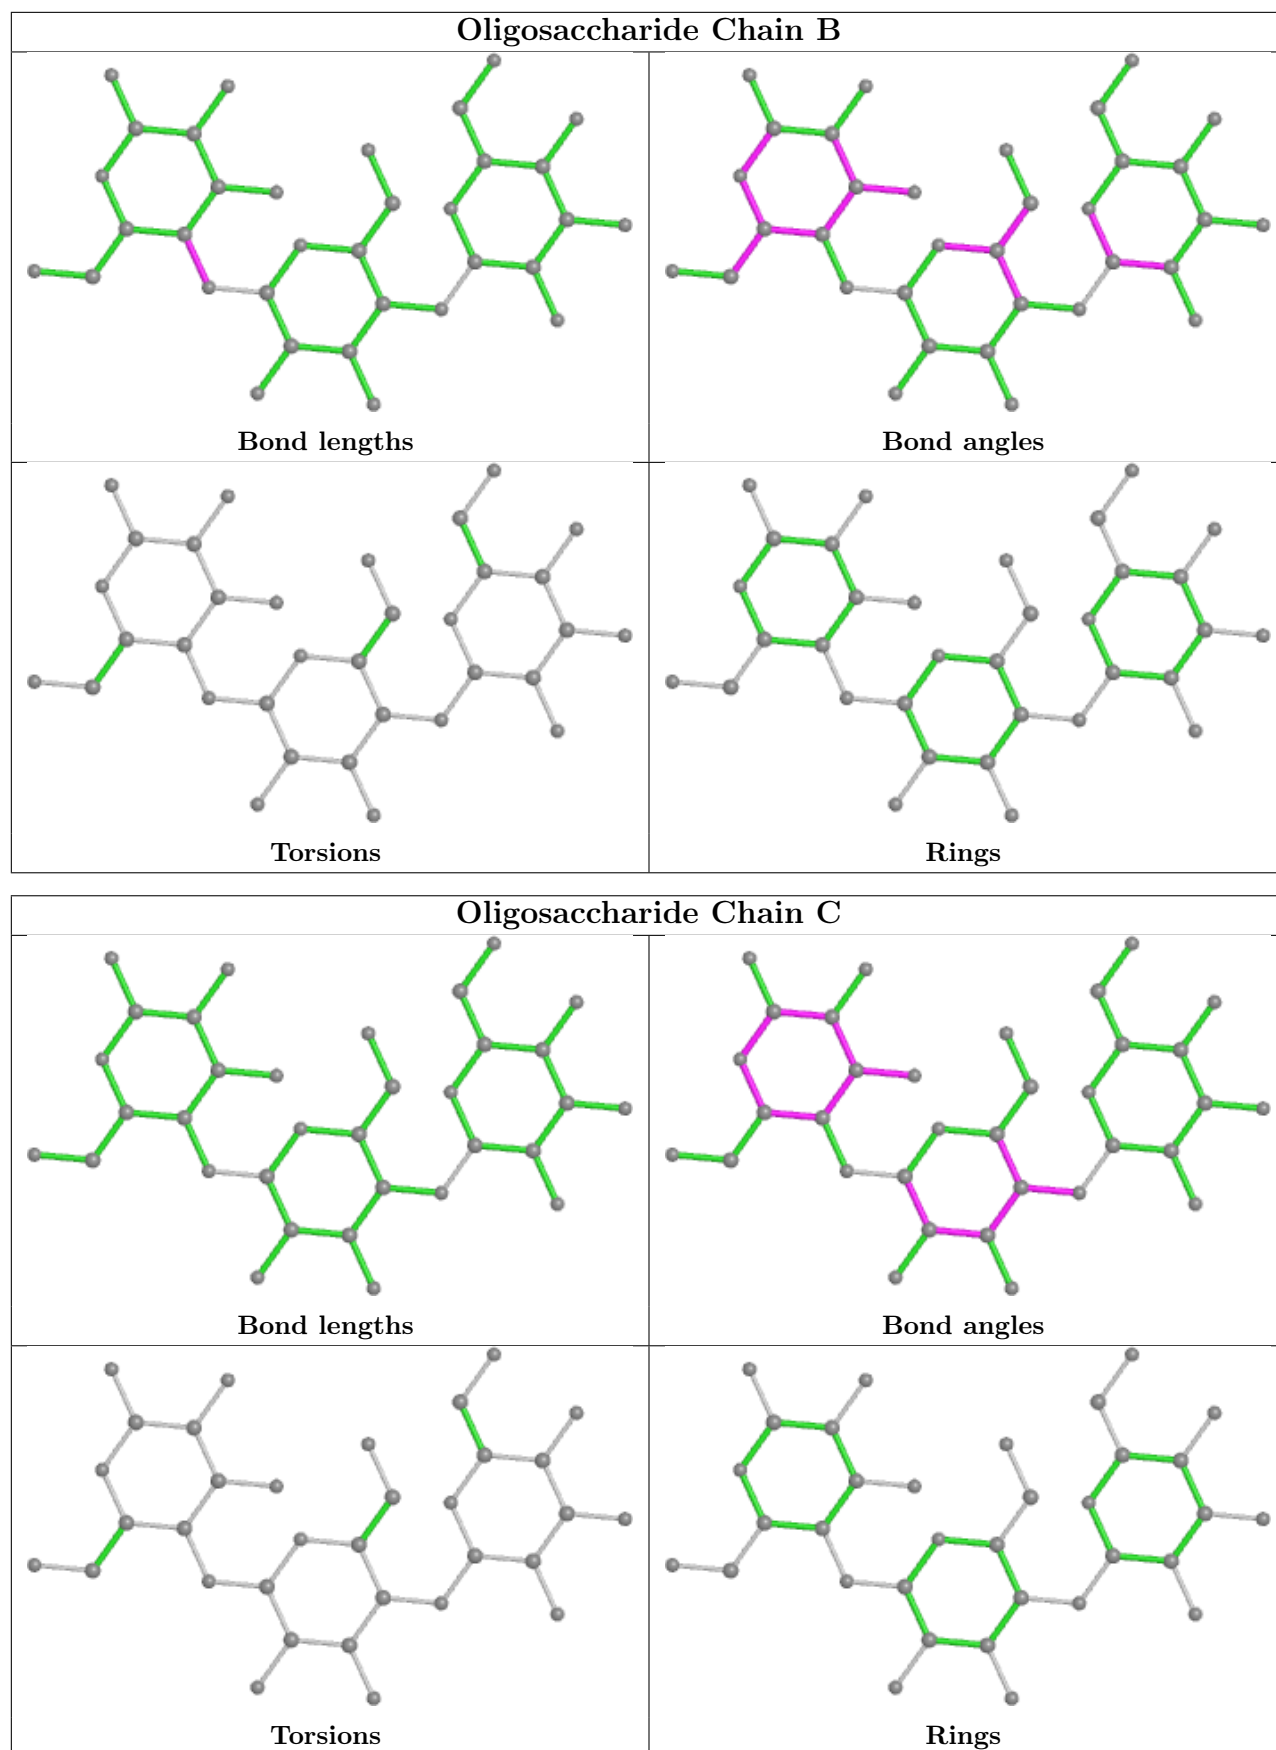 Oligosaccharide Chain B
Bond lengths
Bond angles
Torsions
Rings
Oligosaccharide Chain C
Bond lengths
Bond angles
Torsions
Rings